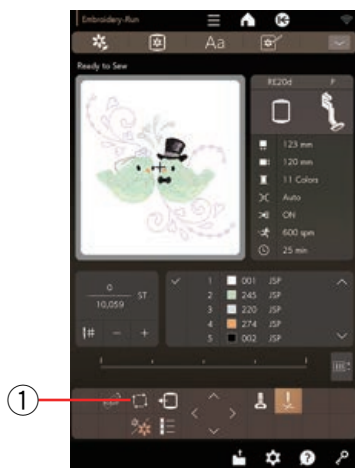 Embroidery-Run
Aa
Ready to Sew
RE20d P
123 mm
120 mm
11 Colors
Auto
ON
600 spm
25 min
0
10,059
ST
1 001 JSP
2 245 JSP
3 220 JSP
4 274 JSP
5 002 JSP
1# − +
①